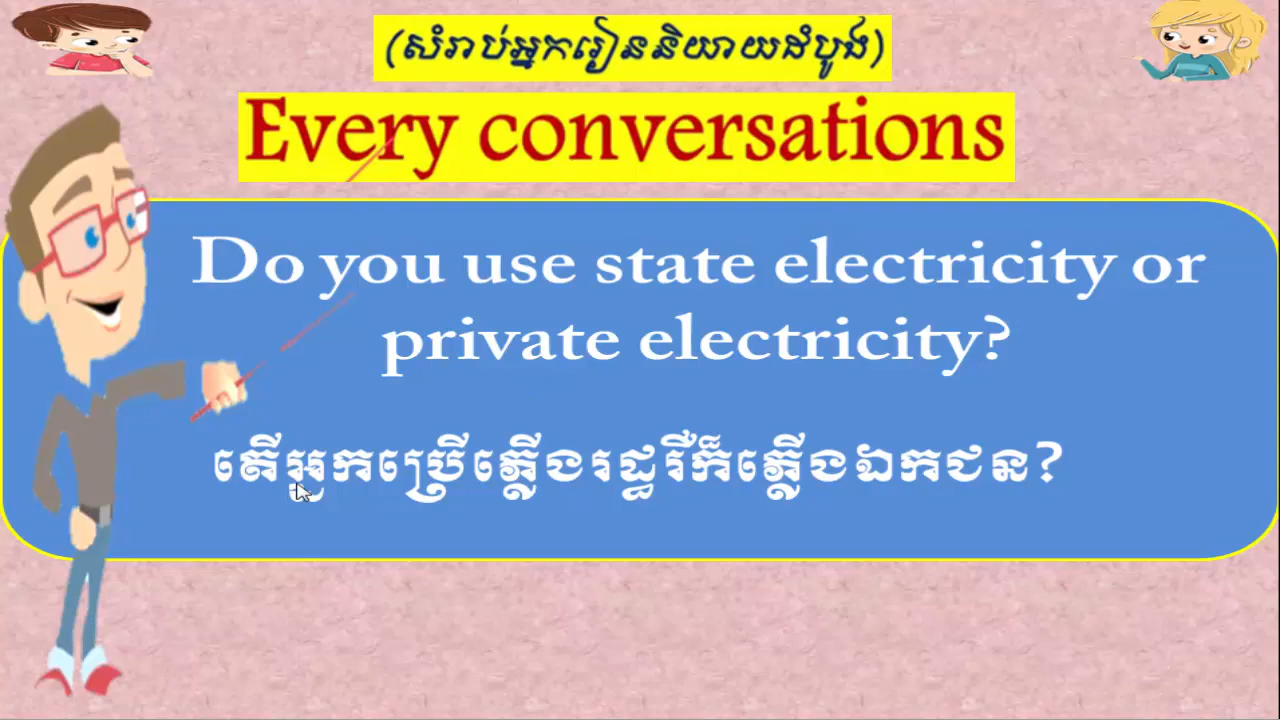 (សំរាប់អ្នករៀននិយាយដំបូង)
Every conversations
Do you use state electricity or
private electricity?
តើអ្នកប្រើភ្លើងរដ្ធរឺក៏ភ្លើងឯកជន?